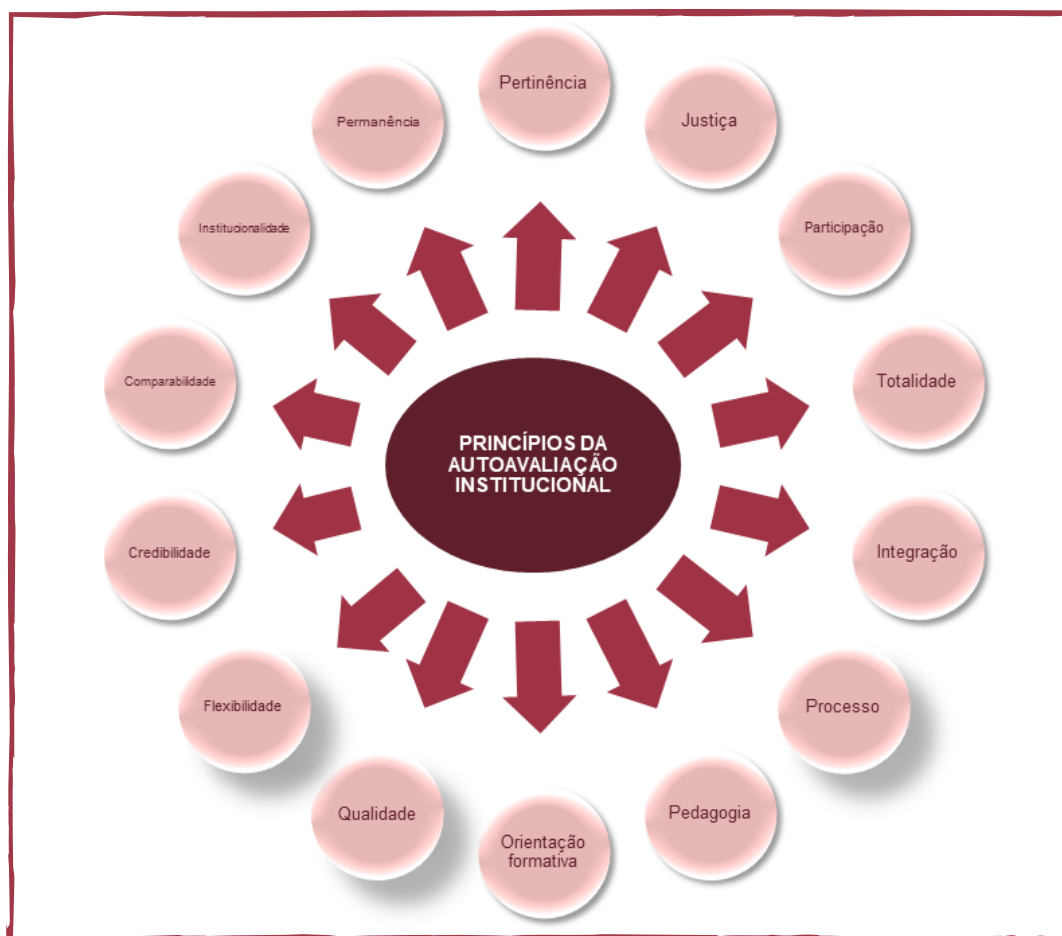 Pertinência
Justiça
Participação
Totalidade
Integração
Processo
Pedagogia
Orientação
formativa
Qualidade
Flexibilidade
Credibilidade
Comparabilidade
Institucionalidade
Permanência
PRINCÍPIOS DA
AUTOAVALIAÇÃO
INSTITUCIONAL